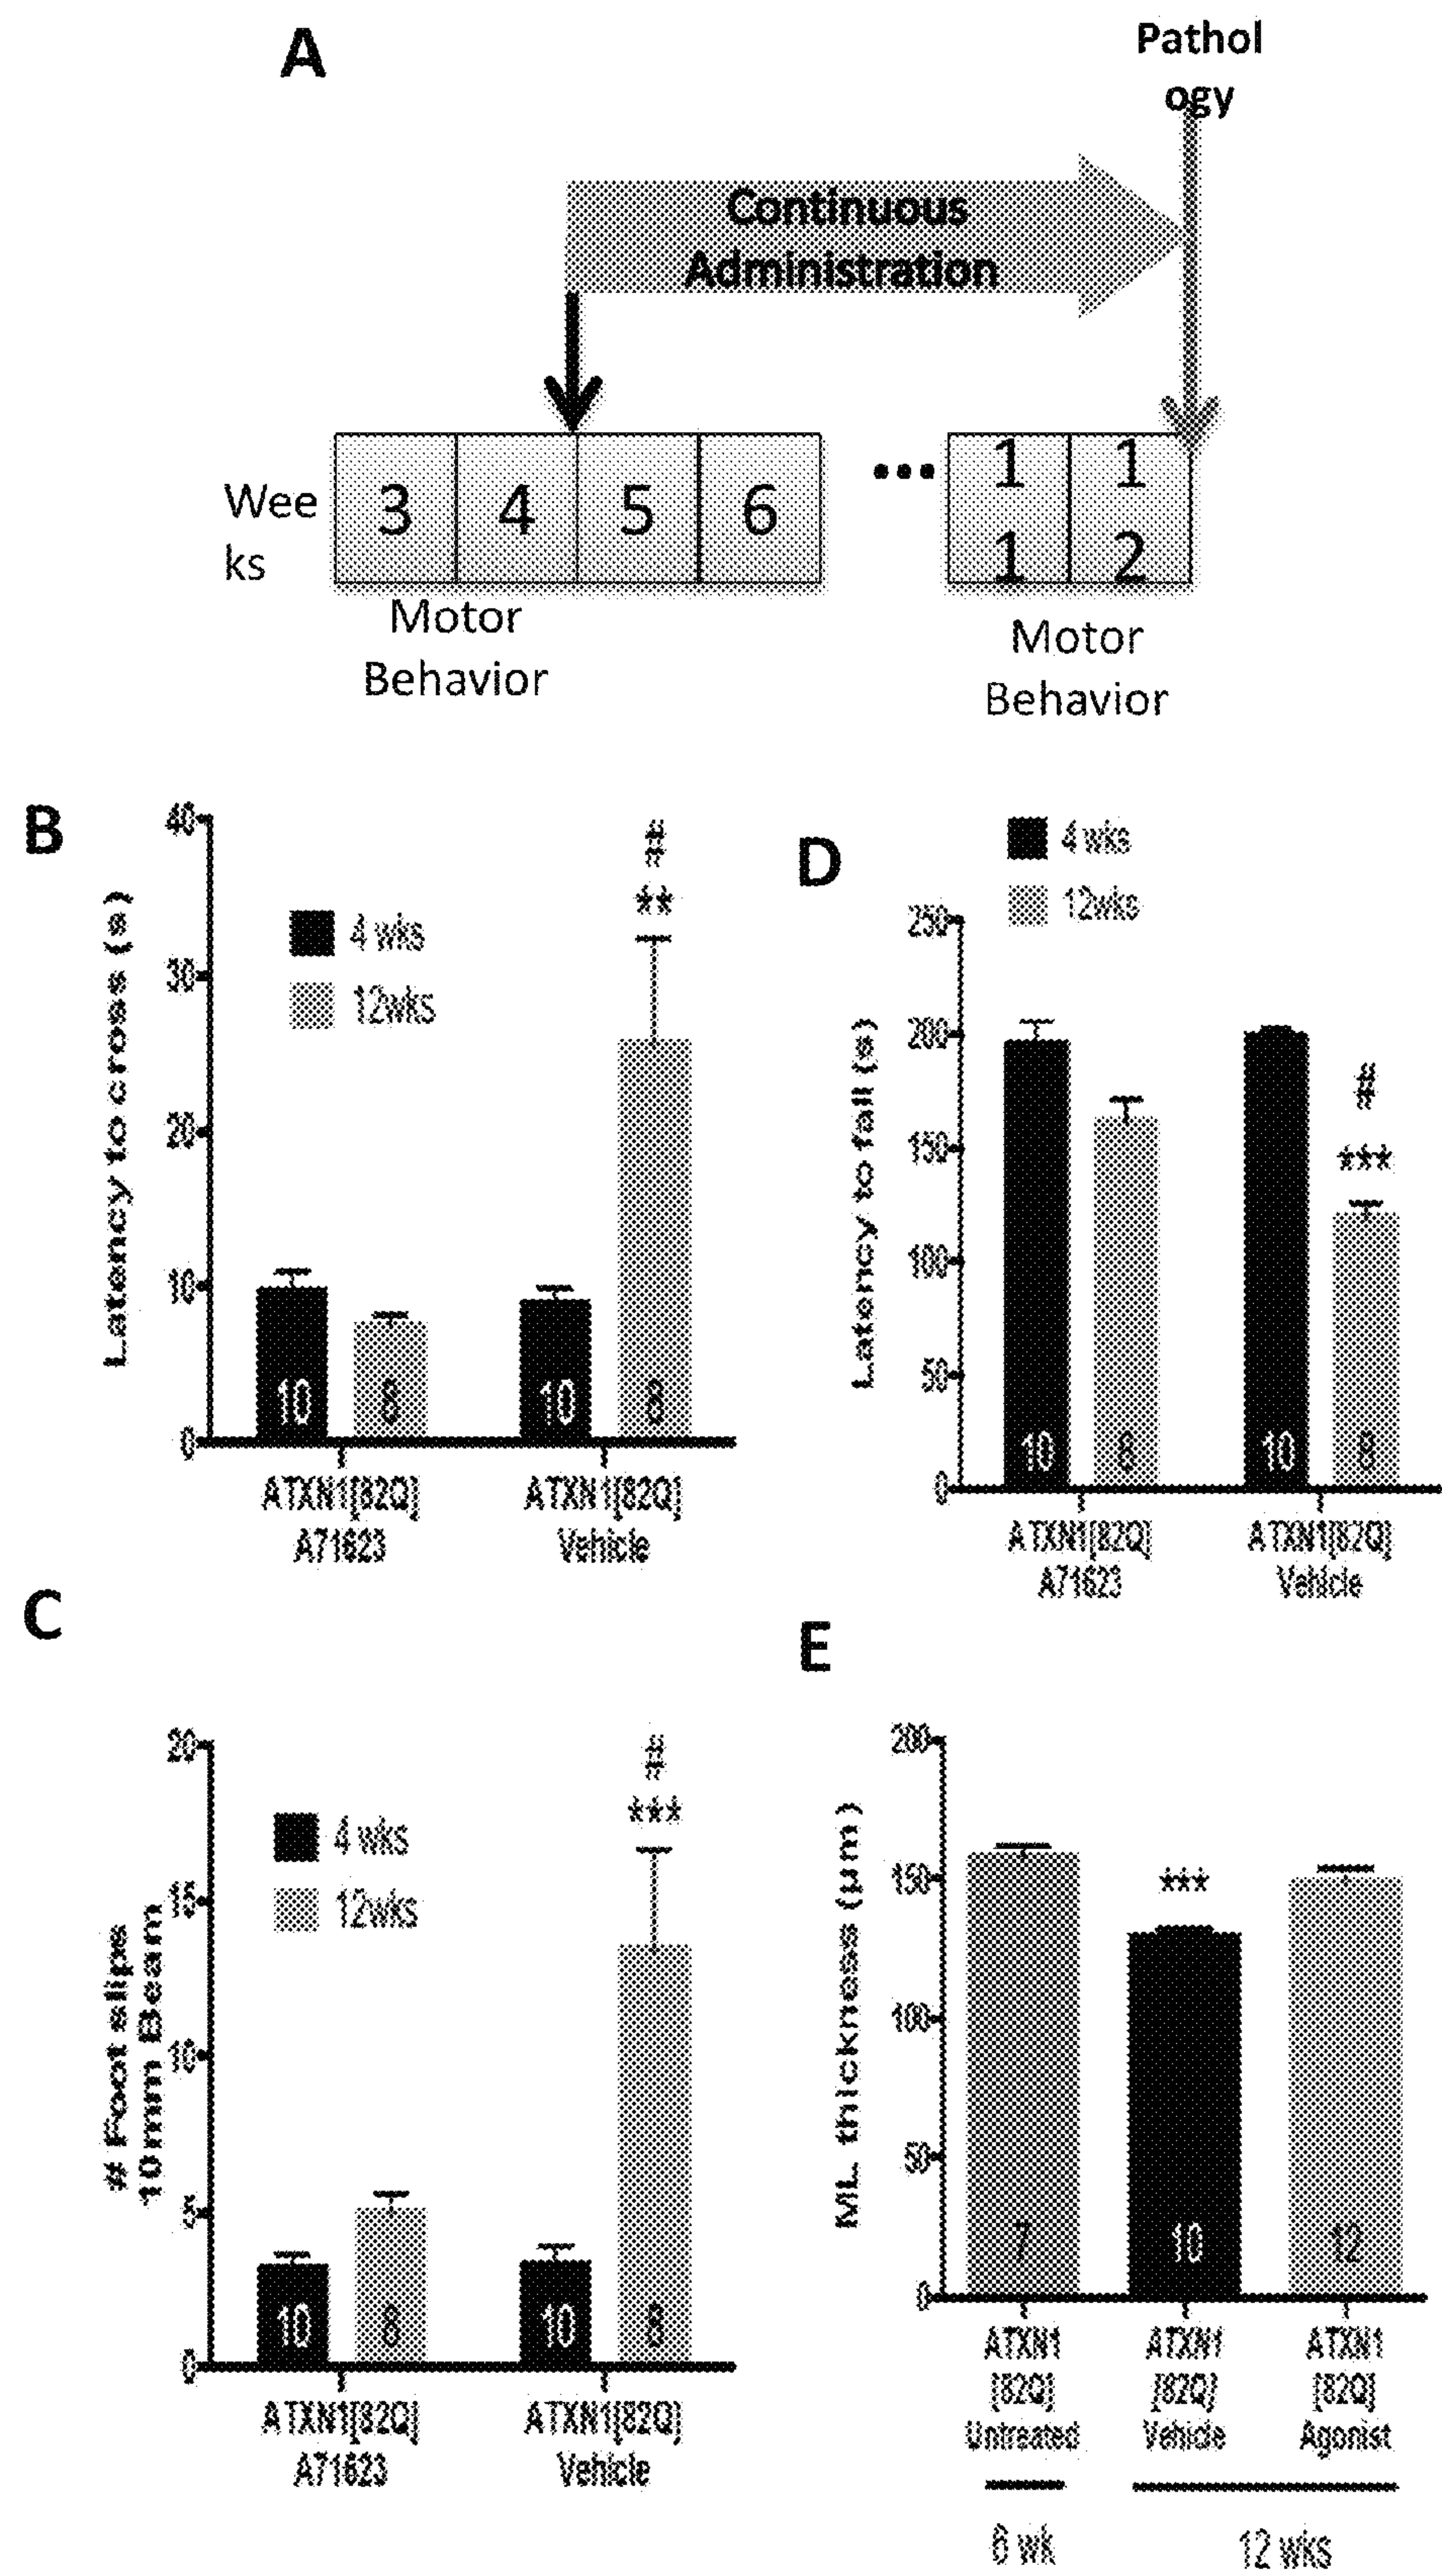 A
Pathol
ogy
Continuous
Administration
Wee
ks
3 4 5 6 ... 1 1
1 2
Motor
Behavior
Motor
Behavior
B
Latency to cross (s)
40
30
20
10
0
4 wks
12wks
#
**
10 8 10 8
ATXN1[82Q]
A71623
ATXN1[82Q]
Vehicle
D
4 wks
12wks
Latency to fall (s)
250
200
150
100
50
0
#
***
10 8 10 8
ATXN1[82Q]
A71623
ATXN1[82Q]
Vehicle
C
# Foot slips
10mm Beam
20
15
10
5
0
4 wks
12wks
#
***
10 8 10 8
ATXN1[82Q]
A71623
ATXN1[82Q]
Vehicle
E
ML thickness (µm)
200
150
100
50
0
***
7 10 12
ATXN1
[82Q]
Untreated
ATXN1
[82Q]
Vehicle
ATXN1
[82Q]
Agonist
6 wk
12 wks